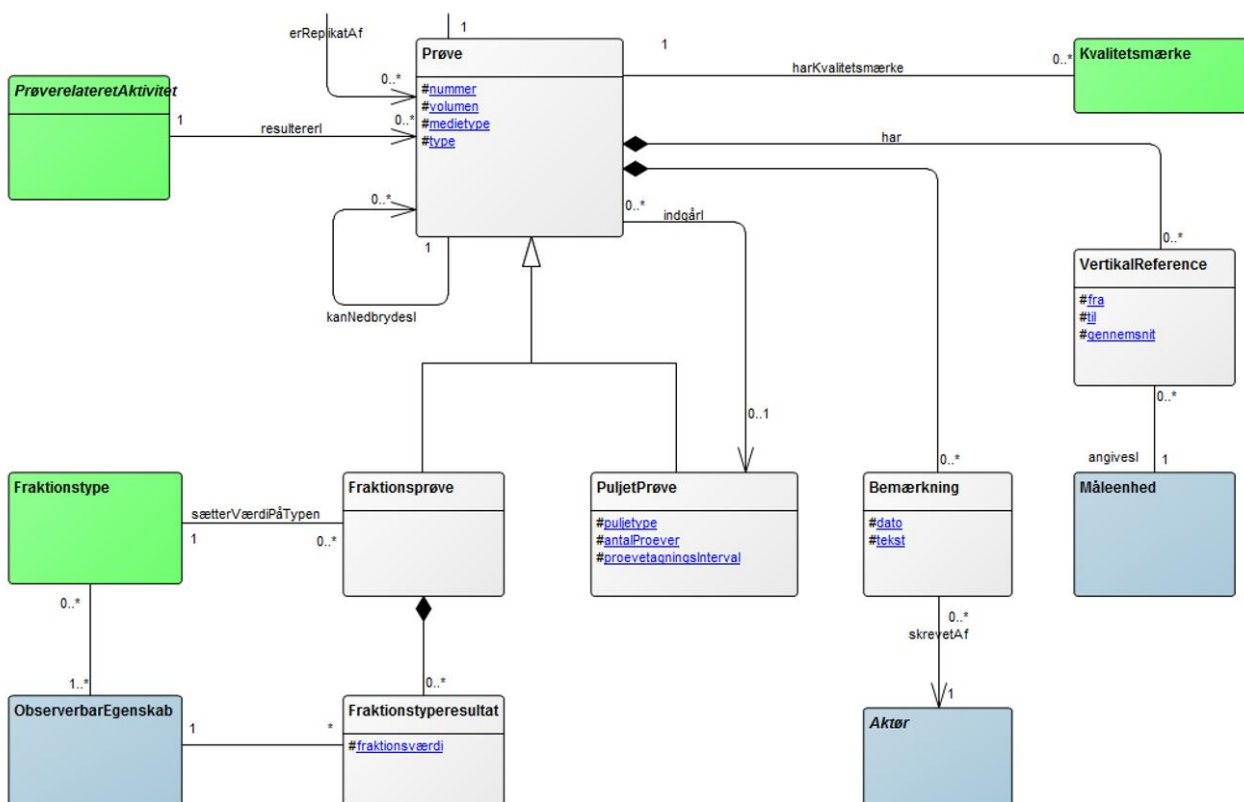 erReplikatAf
1
0..*
Prøve
#nummer
#volumen
#medietype
#type
1
harKvalitetsmærke
0..*
Kvalitetsmærke
PrøverelateretAktivitet
1
resultererI
0..*
har
0..*
0..*
1
kanNedbrydesI
0..*
indgårI
0..1
VertikalReference
#fra
#til
#gennemsnit
0..*
angivesI
1
Måleenhed
Fraktionstype
sætterVærdiPåTypen
1
0..*
Fraktionsprøve
PuljetPrøve
#puljetype
#antalProever
#proevetagningsInterval
0..*
Bemærkning
#dato
#tekst
0..*
skrevetAf
1
Aktør
0..*
1..*
ObserverbarEgenskab
1
*
0..*
Fraktionstyperesultat
#fraktionsværdi